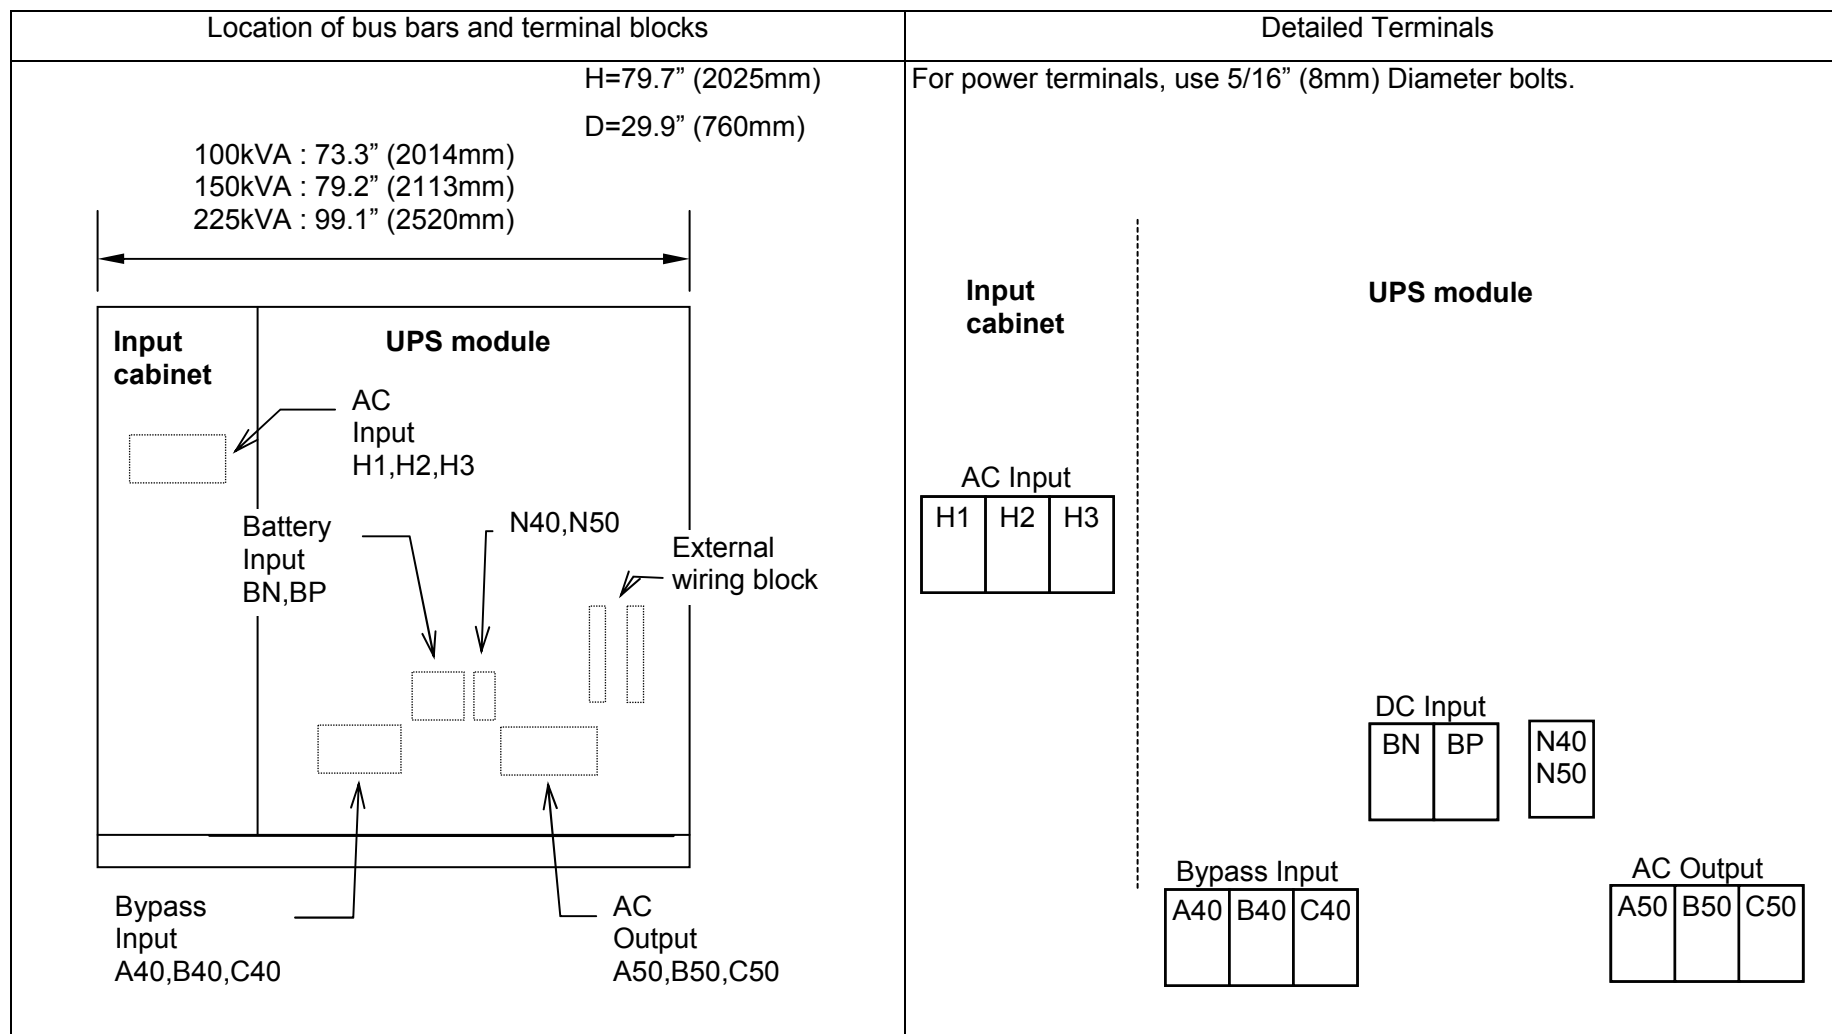 Location of bus bars and terminal blocks
Detailed Terminals
H=79.7” (2025mm)
D=29.9” (760mm)
100kVA : 73.3” (2014mm)
150kVA : 79.2” (2113mm)
225kVA : 99.1” (2520mm)
Input
cabinet
UPS module
AC
Input
H1,H2,H3
Battery
Input
BN,BP
N40,N50
External
wiring block
Bypass
Input
A40,B40,C40
AC
Output
A50,B50,C50
For power terminals, use 5/16” (8mm) Diameter bolts.
Input
cabinet
UPS module
AC Input
H1 H2 H3
DC Input
BN BP
N40
N50
Bypass Input
A40 B40 C40
AC Output
A50 B50 C50